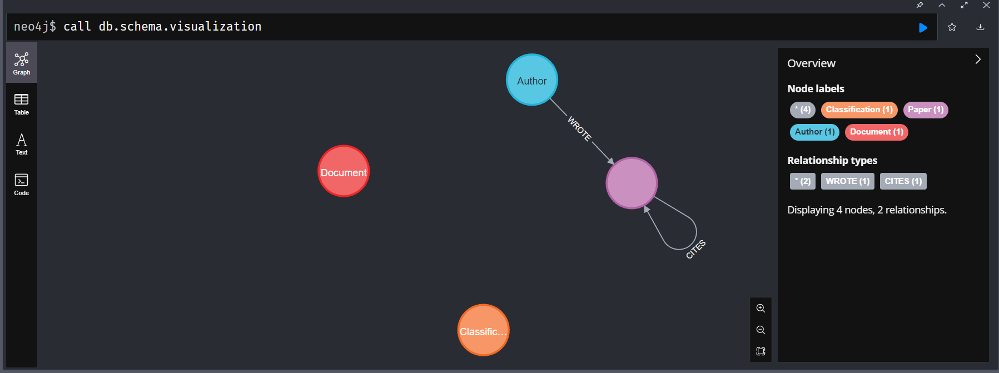 neo4j$ call db.schema.visualization
Graph
Table
Text
Code
Author
WROTE
Document
CITES
Classific...
Overview
Node labels
* (4) Classification (1) Paper (1)
Author (1) Document (1)
Relationship types
* (2) WROTE (1) CITES (1)
Displaying 4 nodes, 2 relationships.